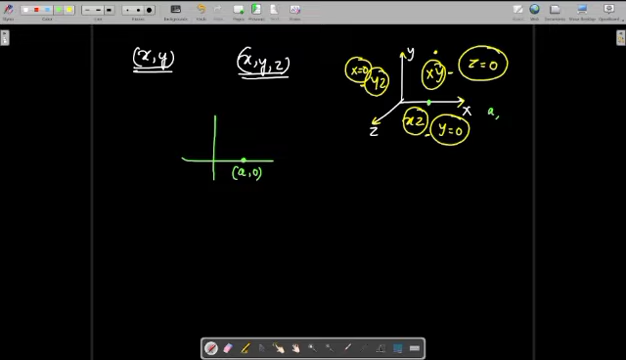 (x,y)
(x,y,z)
y
x=0
yz
xy
z=0
x
z
xz
y=0
a,
(a,0)